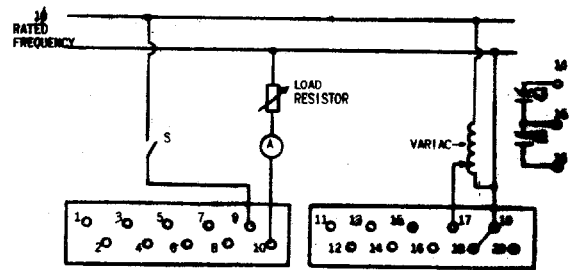 RATED
FREQUENCY
LOAD
RESISTOR
S
A
VARIAC
1 3 5 7 9
2 4 6 8 10
11 13 15 17 19
12 14 16 18 20